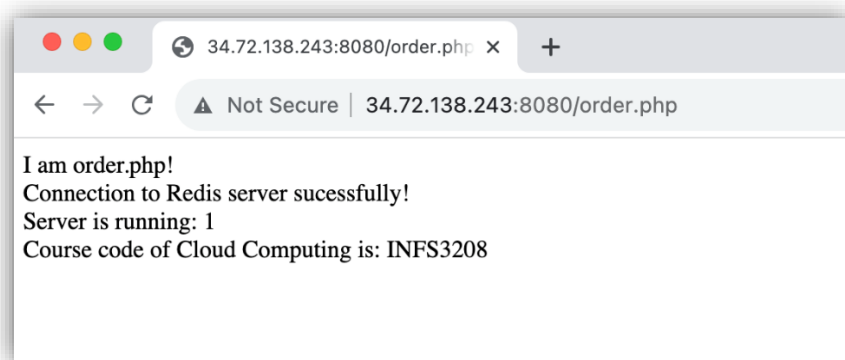 34.72.138.243:8080/order.php
Not Secure | 34.72.138.243:8080/order.php
I am order.php!
Connection to Redis server sucessfully!
Server is running: 1
Course code of Cloud Computing is: INFS3208